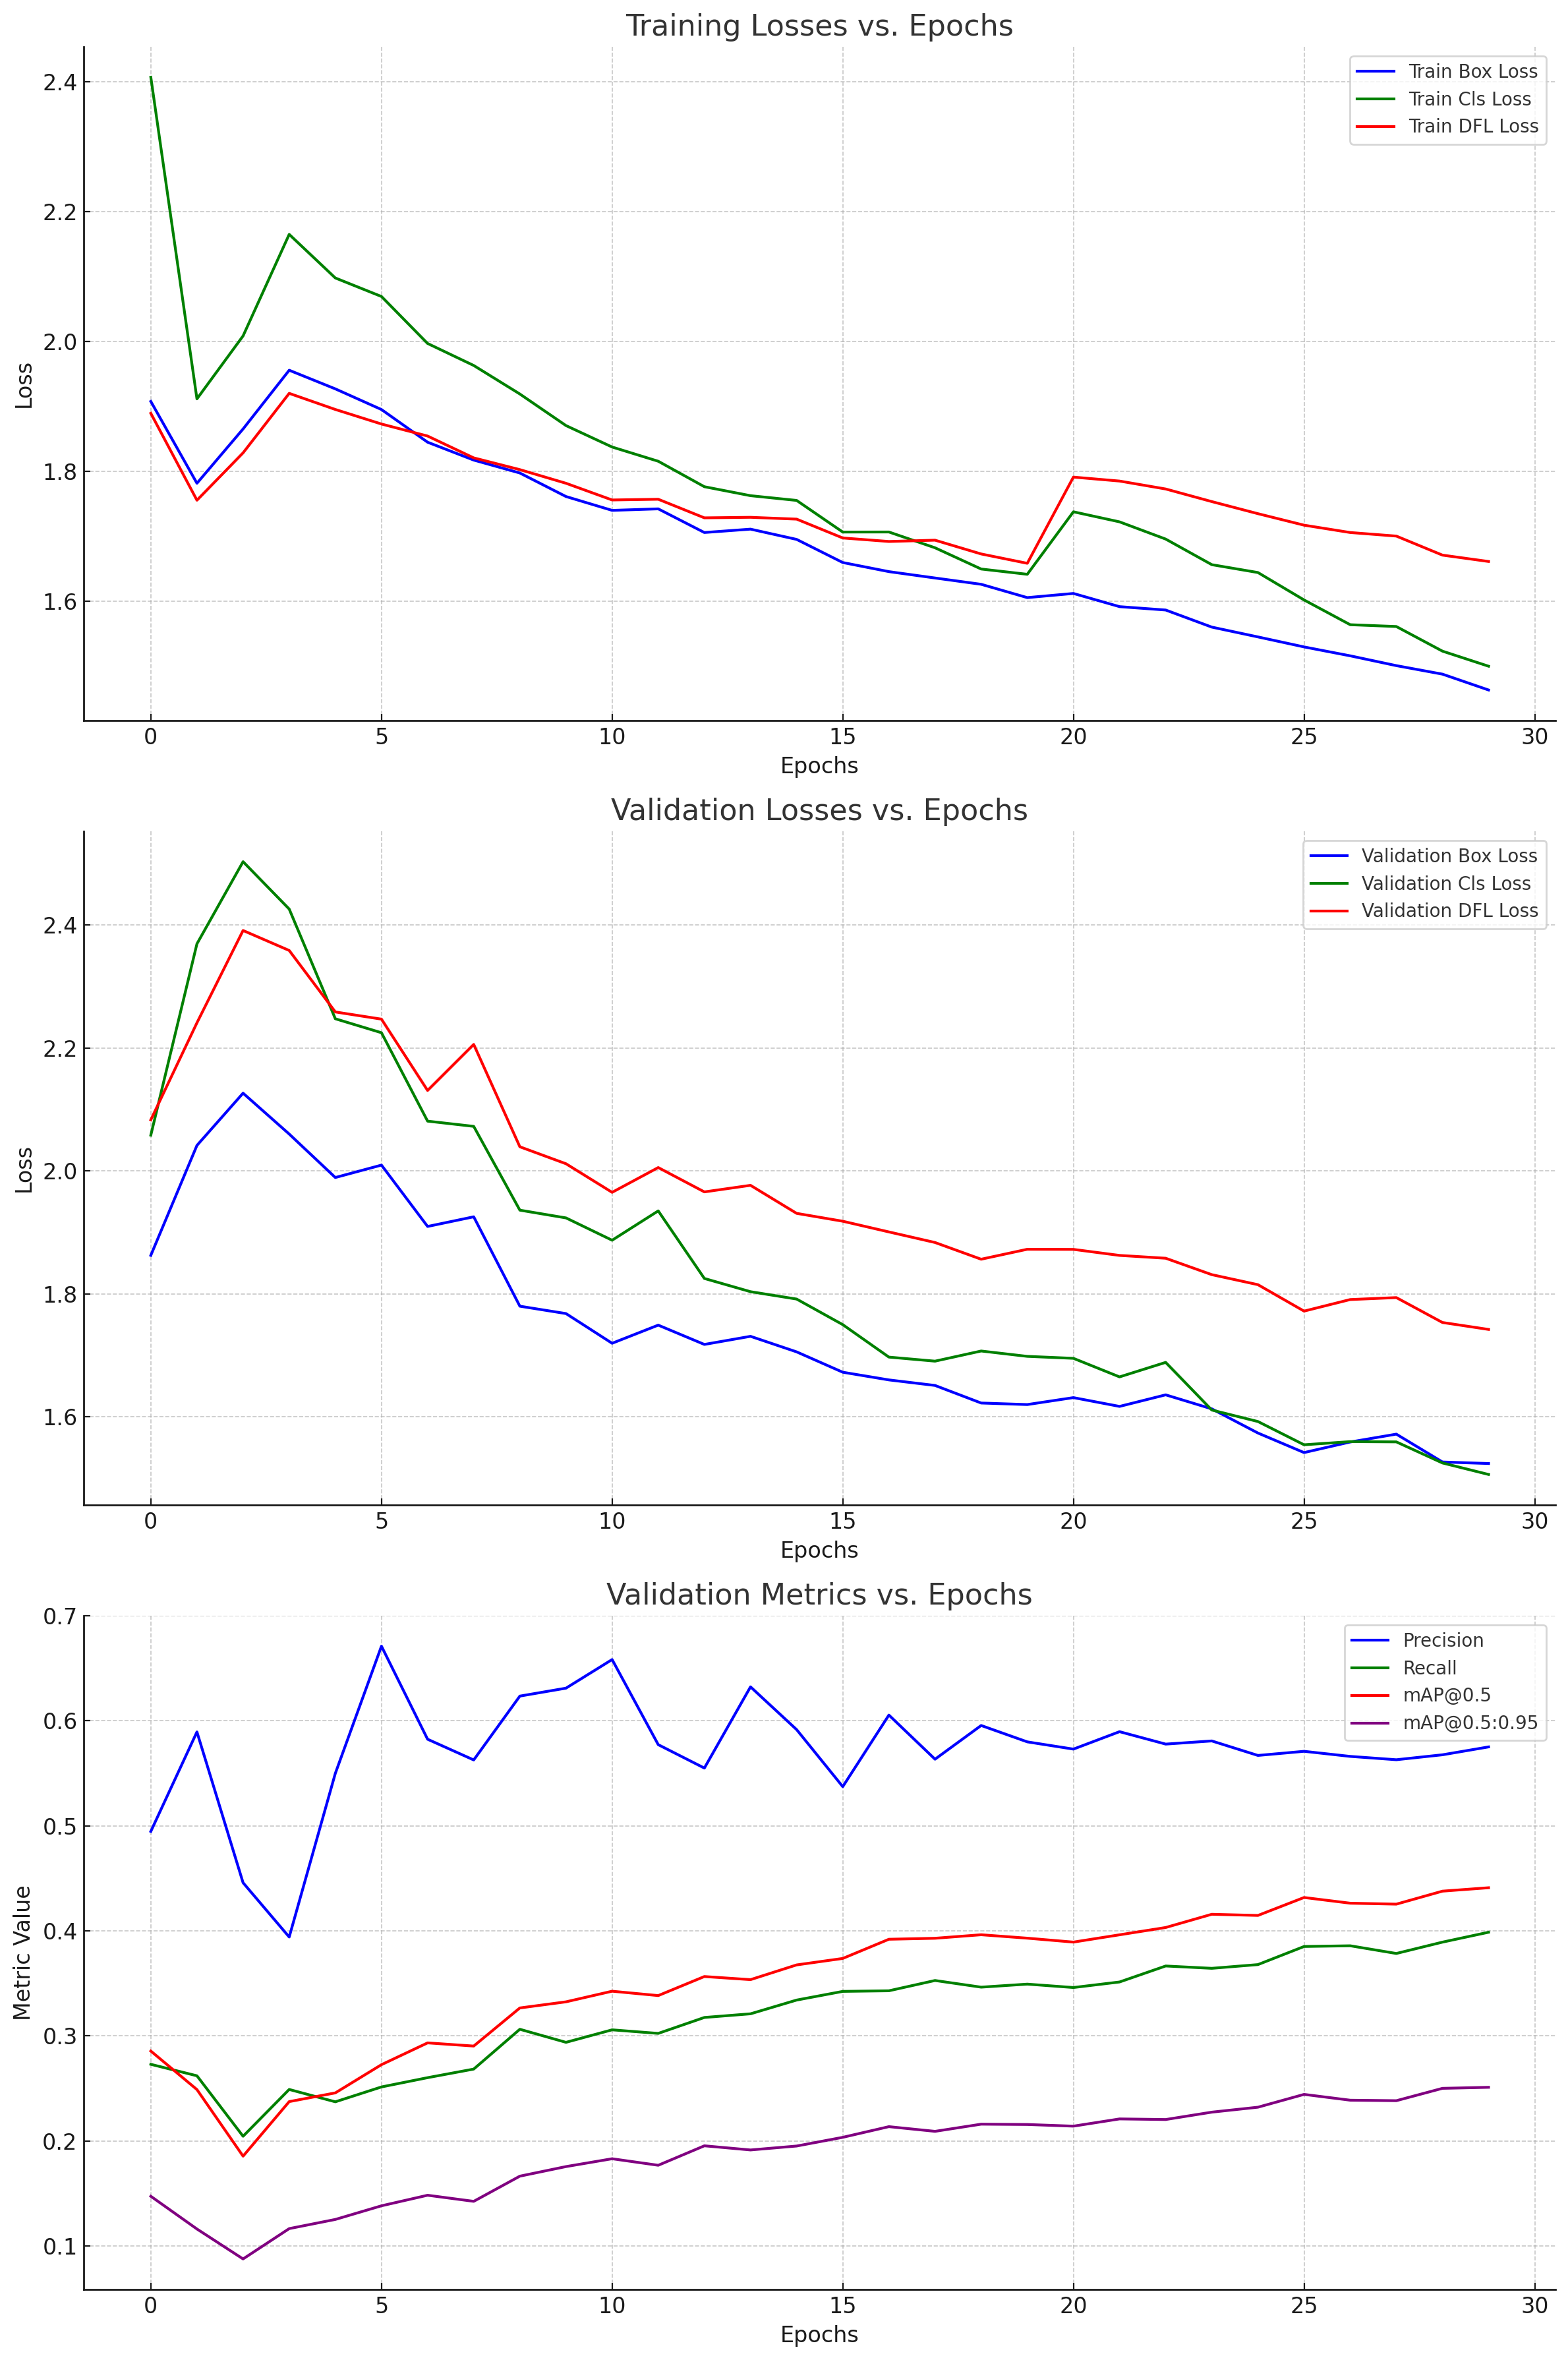 Training Losses vs. Epochs
Train Box Loss
Train Cls Loss
Train DFL Loss
2.4
2.2
2.0
1.8
1.6
Loss
0 5 10 15 20 25 30
Epochs
Validation Losses vs. Epochs
Validation Box Loss
Validation Cls Loss
Validation DFL Loss
2.4
2.2
2.0
1.8
1.6
Loss
0 5 10 15 20 25 30
Epochs
Validation Metrics vs. Epochs
Precision
Recall
mAP@0.5
mAP@0.5:0.95
0.7
0.6
0.5
0.4
0.3
0.2
0.1
Metric Value
0 5 10 15 20 25 30
Epochs